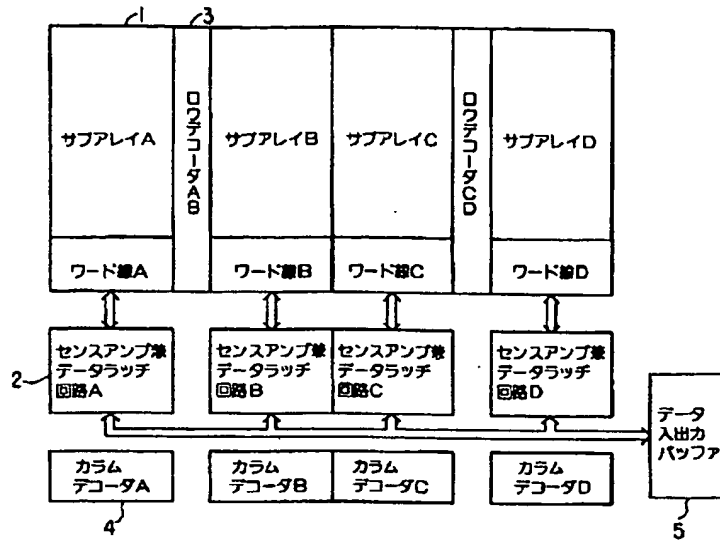 1
3
サブアレイA
ロウデコーダAB
サブアレイB
サブアレイC
ロウデコーダCD
サブアレイD
ワード線A
ワード線B
ワード線C
ワード線D
2
センスアンプ兼
データラッチ
回路A
センスアンプ兼
データラッチ
回路B
センスアンプ兼
データラッチ
回路C
センスアンプ兼
データラッチ
回路D
データ
入出力
バッファ
5
カラム
デコーダA
4
カラム
デコーダB
カラム
デコーダC
カラム
デコーダD